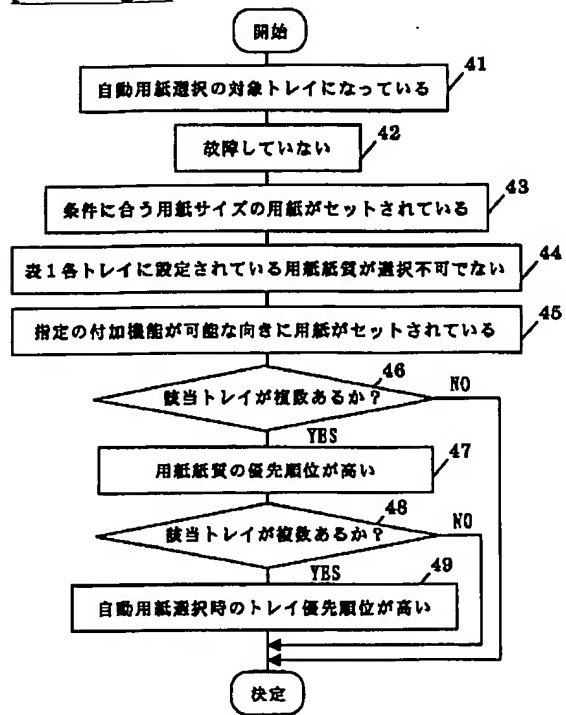 開始
41
自動用紙選択の対象トレイになっている
42
故障していない
43
条件に合う用紙サイズの用紙がセットされている
44
表1各トレイに設定されている用紙紙質が選択不可でない
45
指定の付加機能が可能な向きに用紙がセットされている
46
該当トレイが複数あるか?
NO
YES
47
用紙紙質の優先順位が高い
48
該当トレイが複数あるか?
NO
YES
49
自動用紙選択時のトレイ優先順位が高い
決定